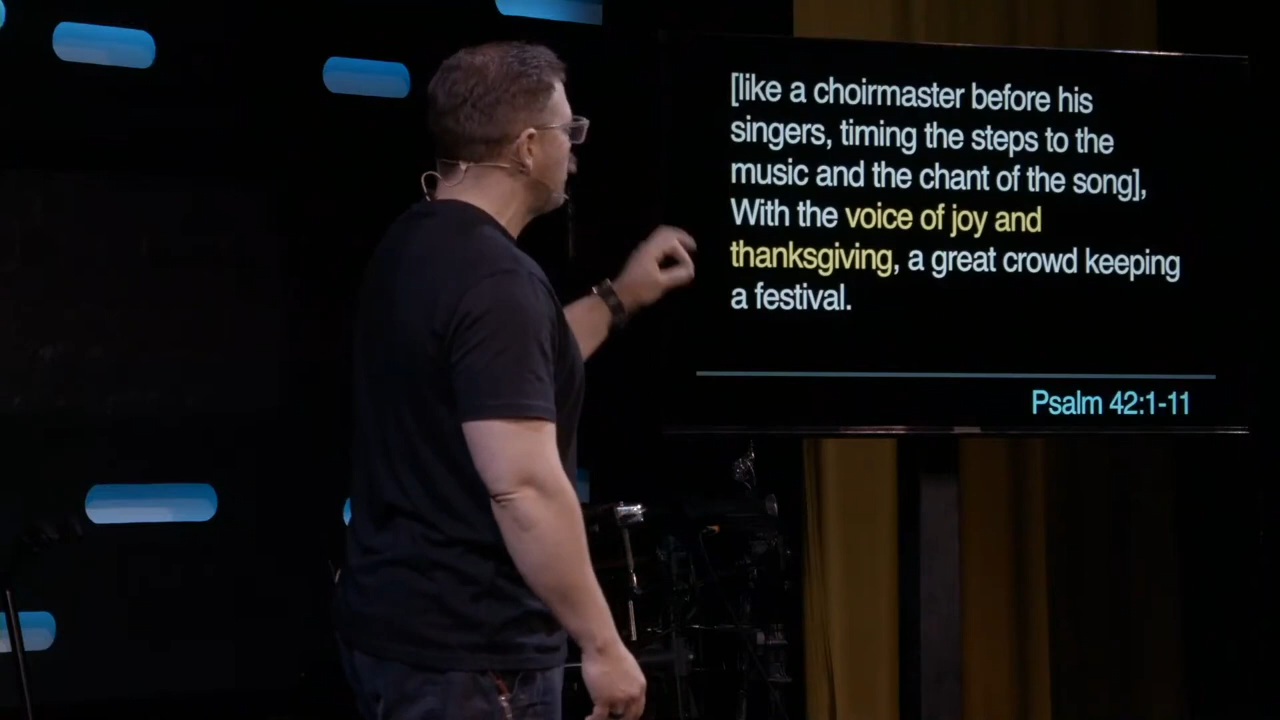 [like a choirmaster before his
singers, timing the steps to the
music and the chant of the song],
With the voice of joy and
thanksgiving, a great crowd keeping
a festival.
Psalm 42:1-11